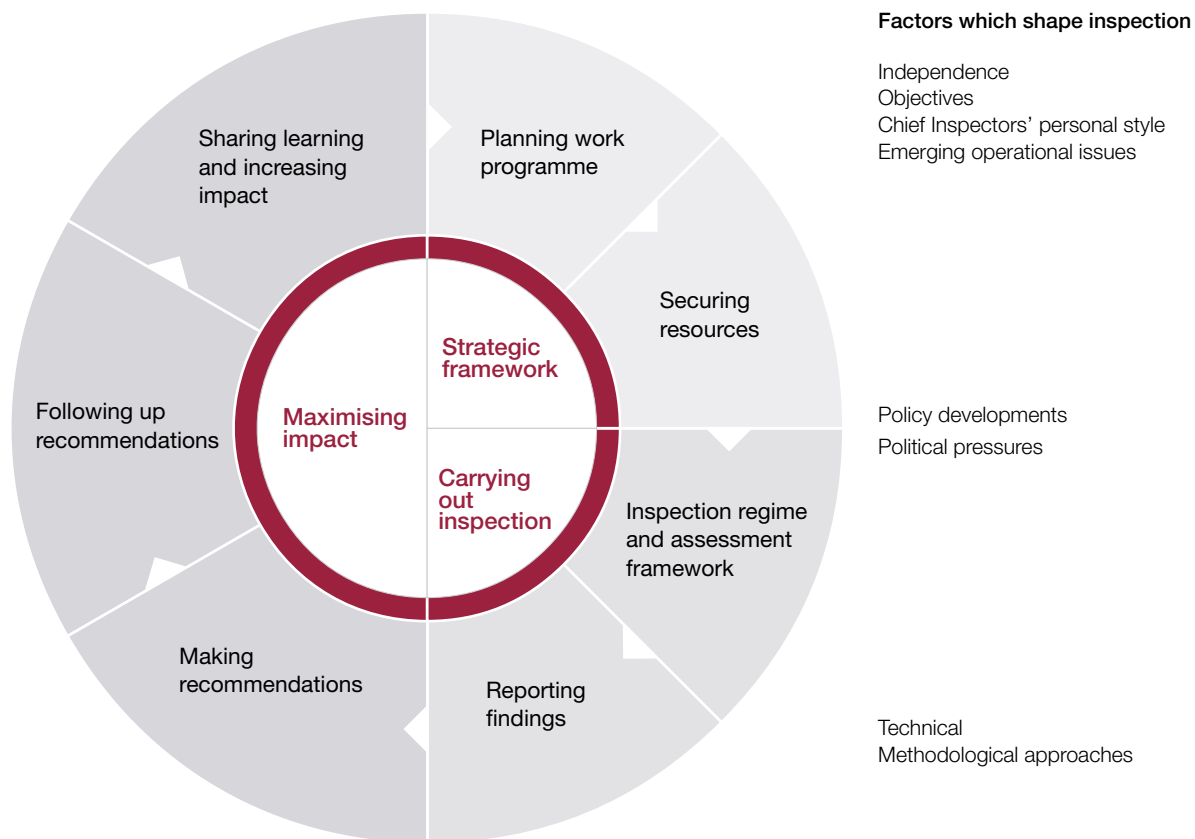 Factors which shape inspection
Independence
Objectives
Chief Inspectors’ personal style
Emerging operational issues
Policy developments
Political pressures
Technical
Methodological approaches
Planning work
programme
Securing
resources
Inspection regime
and assessment
framework
Reporting
findings
Making
recommendations
Following up
recommendations
Sharing learning
and increasing
impact
Strategic
framework
Carrying
out
inspection
Maximising
impact